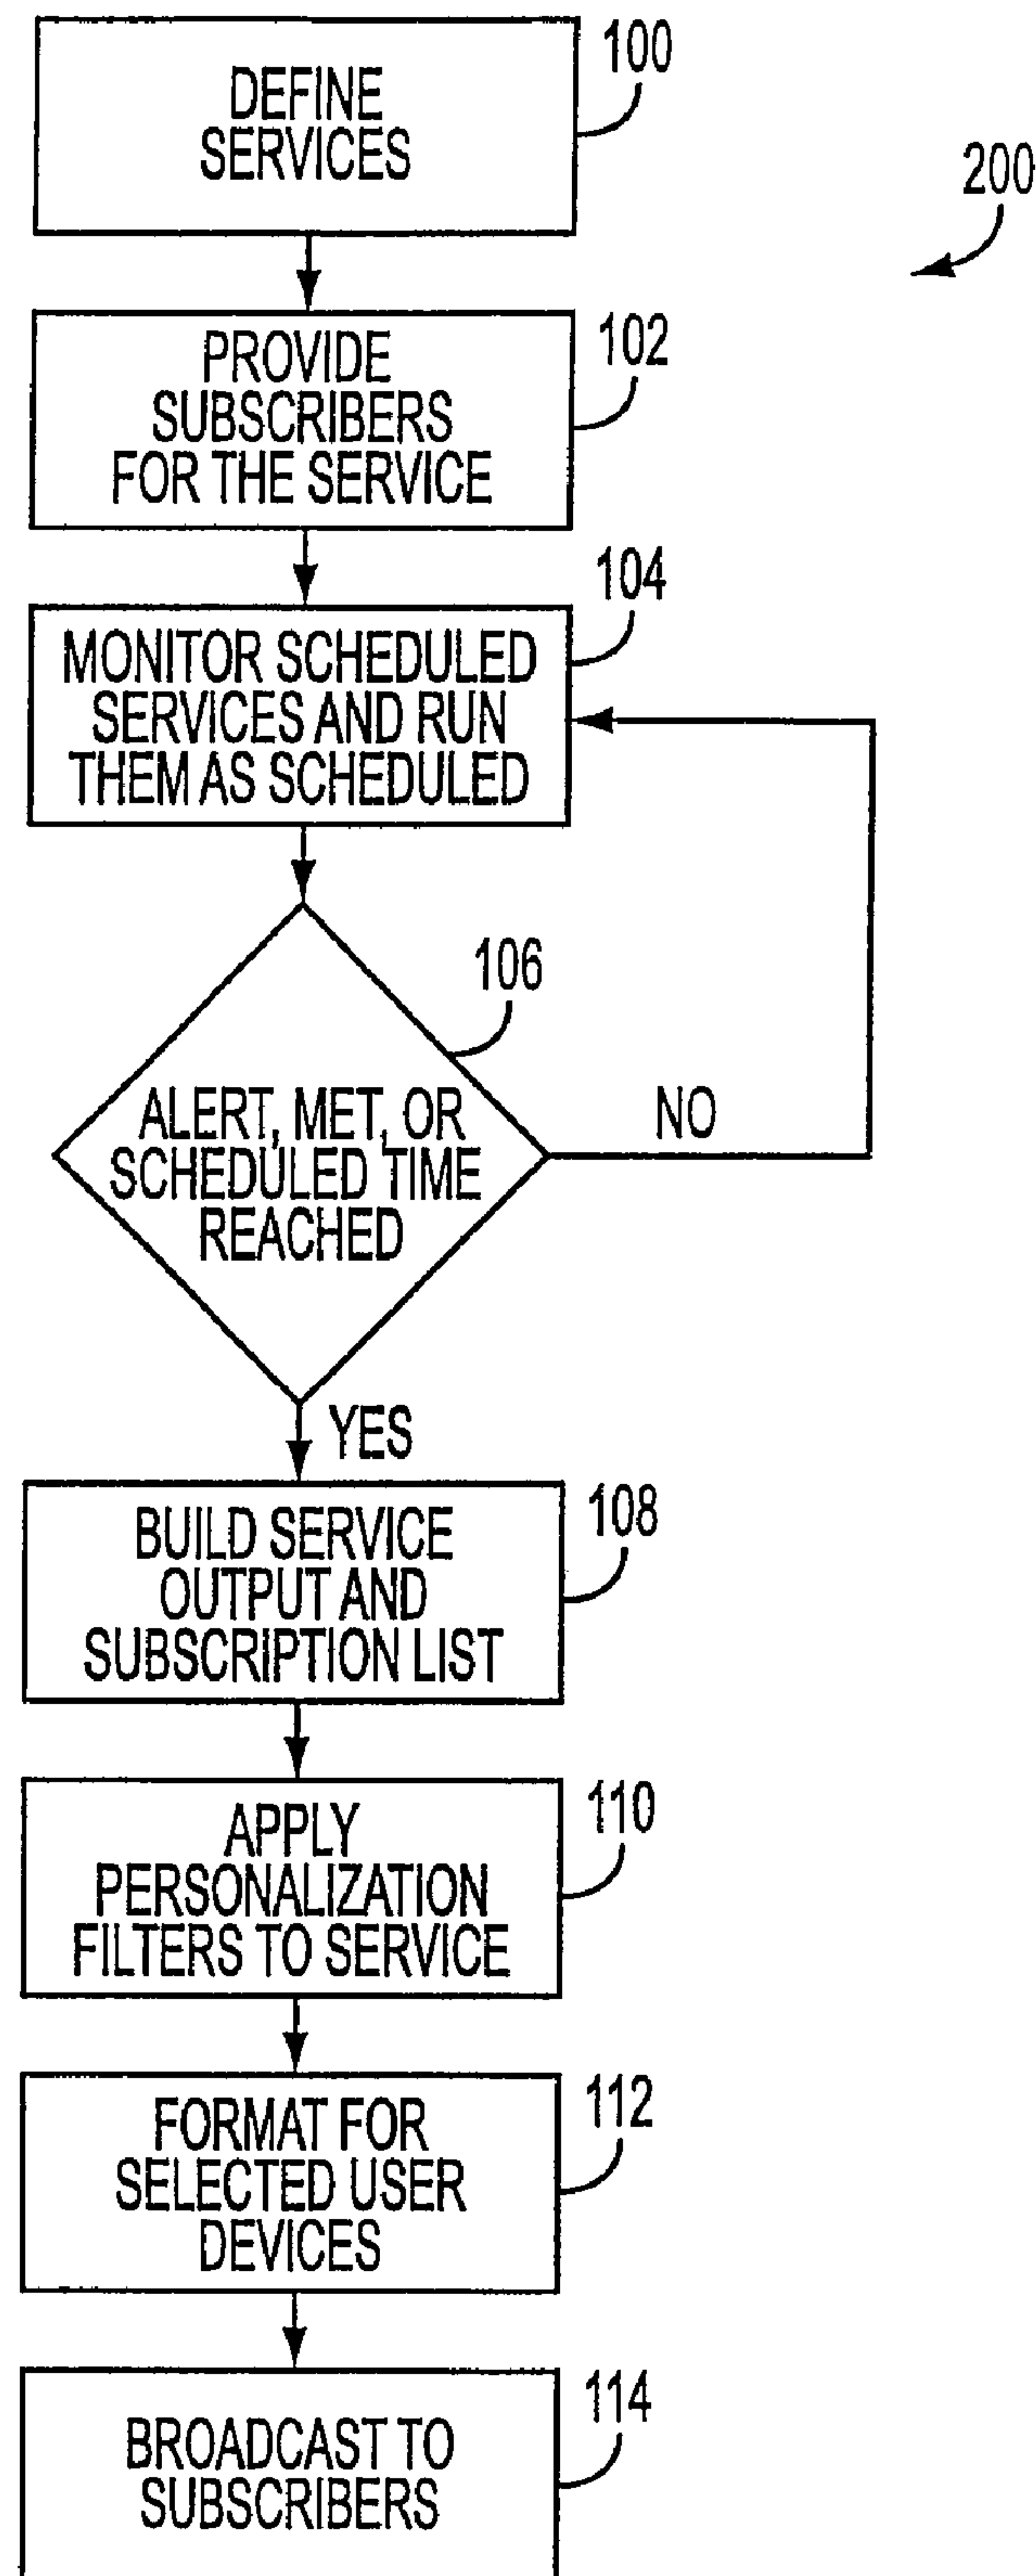 DEFINE
SERVICES
100
200
PROVIDE
SUBSCRIBERS
FOR THE SERVICE
102
MONITOR SCHEDULED
SERVICES AND RUN
THEM AS SCHEDULED
104
106
ALERT, MET, OR
SCHEDULED TIME
REACHED
NO
YES
BUILD SERVICE
OUTPUT AND
SUBSCRIPTION LIST
108
APPLY
PERSONALIZATION
FILTERS TO SERVICE
110
FORMAT FOR
SELECTED USER
DEVICES
112
BROADCAST TO
SUBSCRIBERS
114